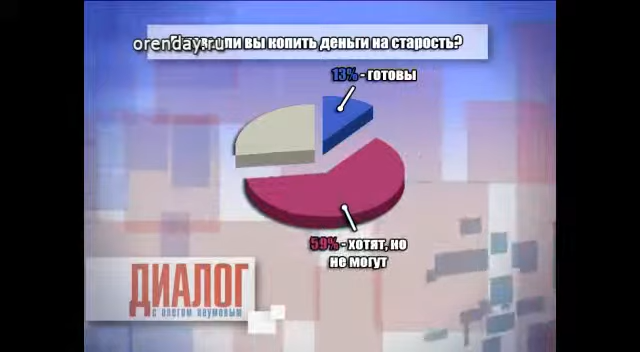 orenday.ru
ли вы копить деньги на старость?
13% - готовы
59% - хотят, но
не могут
ДИАЛОГ
с олегом наумовым